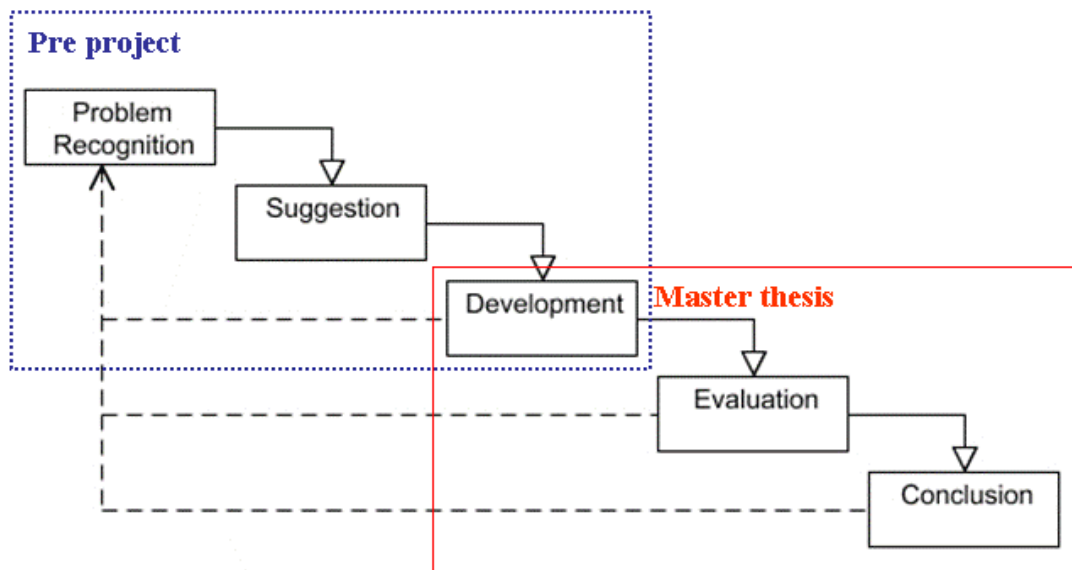 Pre project
Problem
Recognition
Suggestion
Development
Master thesis
Evaluation
Conclusion